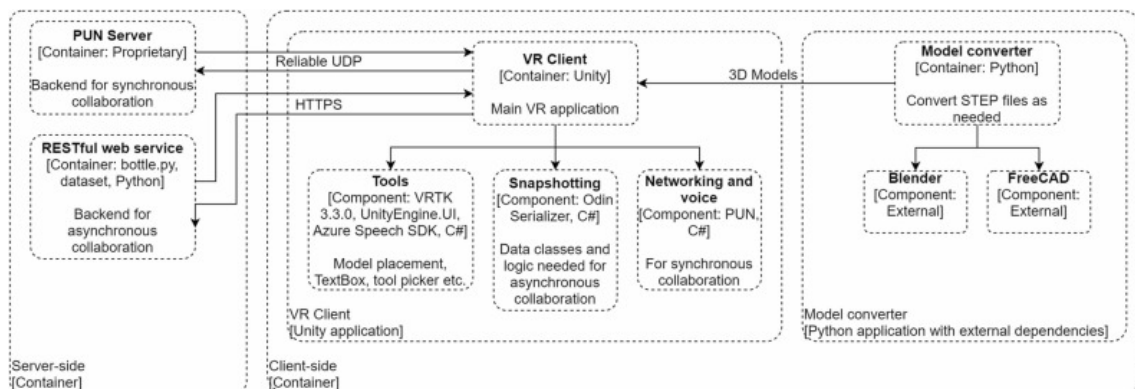 PUN Server
[Container: Proprietary]
Backend for synchronous
collaboration
RESTful web service
[Container: bottle.py,
dataset, Python]
Backend for
asynchronous
collaboration
Server-side
[Container]
Reliable UDP
HTTPS
VR Client
[Container: Unity]
Main VR application
Tools
[Component: VRTK
3.3.0, UnityEngine.UI,
Azure Speech SDK, C#]
Model placement,
TextBox, tool picker etc.
Snapshotting
[Component: Odin
Serializer, C#]
Data classes and
logic needed for
asynchronous
collaboration
Networking and
voice
[Component: PUN,
C#]
For synchronous
collaboration
VR Client
[Unity application]
3D Models
Model converter
[Container: Python]
Convert STEP files as
needed
Blender
[Component:
External]
FreeCAD
[Component:
External]
Model converter
[Python application with external dependencies]
Client-side
[Container]